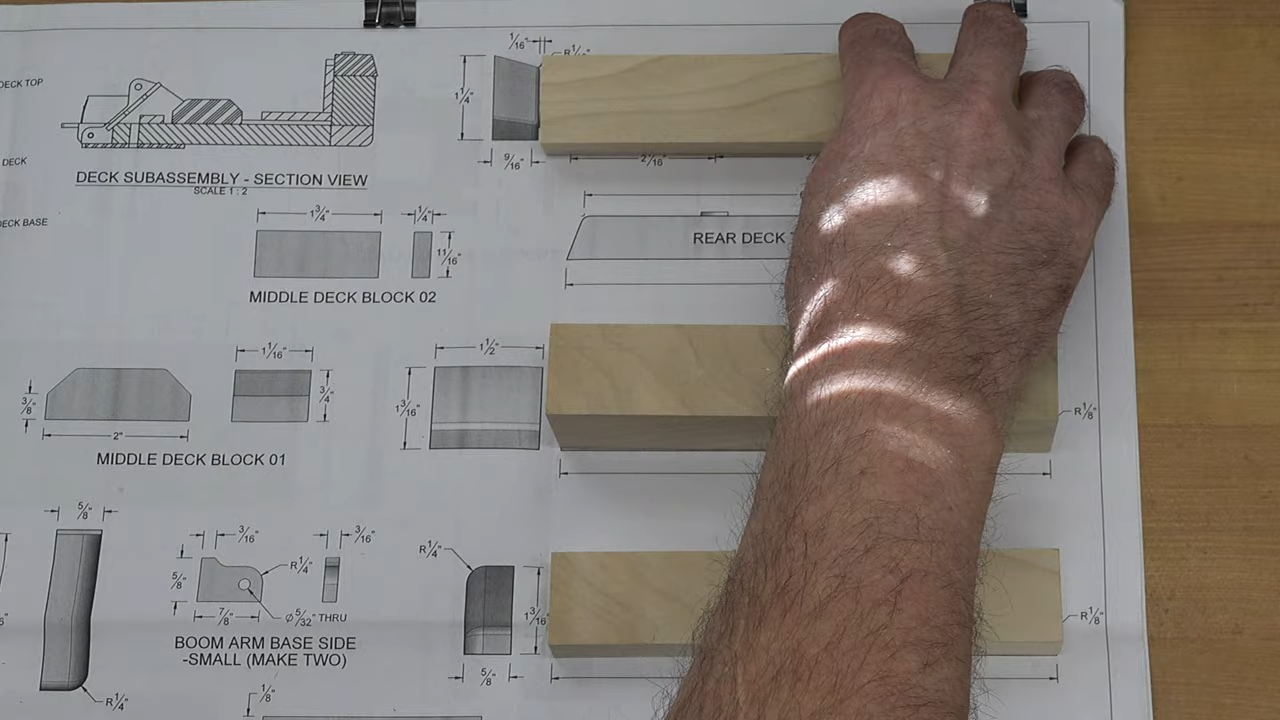 DECK TOP
DECK
DECK BASE
DECK SUBASSEMBLY - SECTION VIEW
SCALE 1 : 2
1/16"
1 1/4"
9/16"
2 1/16"
1 3/4"
1/4"
11/16"
MIDDLE DECK BLOCK 02
REAR DECK
3/8"
2"
1 1/16"
3/4"
MIDDLE DECK BLOCK 01
1 1/2"
1 3/16"
R1/8"
5/8"
R1/4"
3/16"
5/8"
7/8"
R1/4"
Ø5/32" THRU
3/16"
BOOM ARM BASE SIDE
-SMALL (MAKE TWO)
R1/4"
1 3/16"
5/8"
R1/8"
1/8"